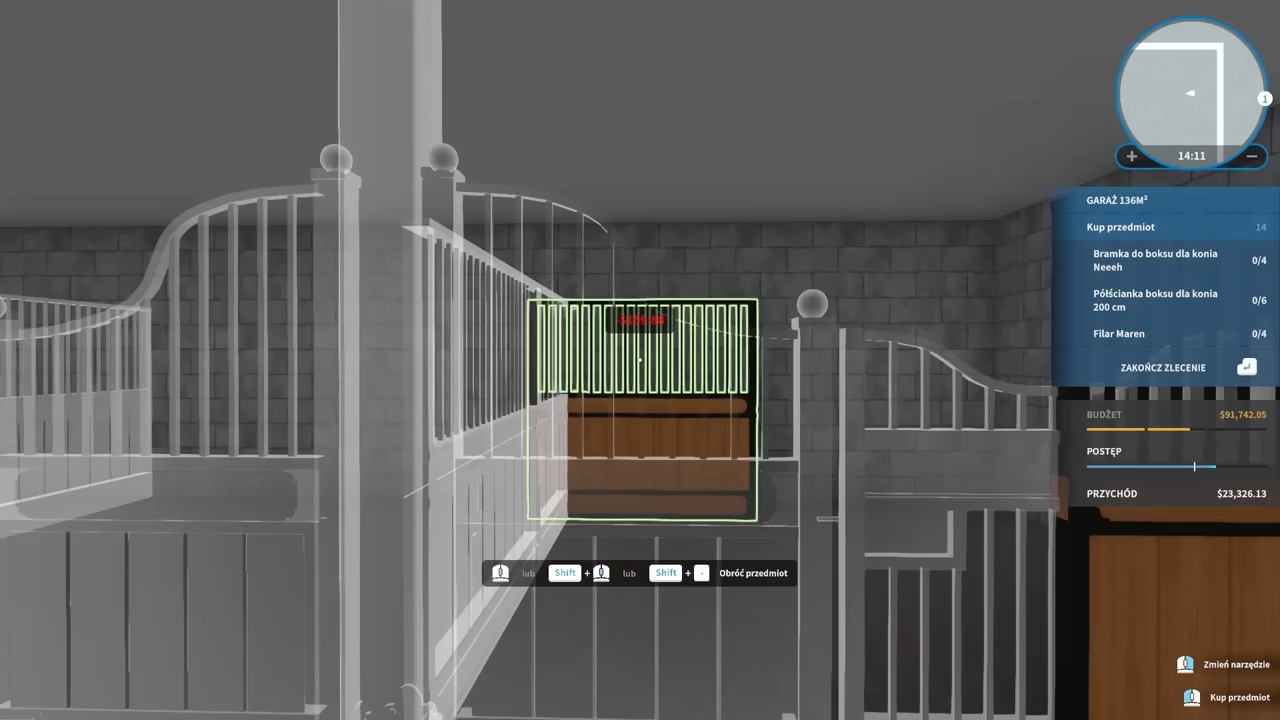 1
14:11
GARAŻ 136M²
Kup przedmiot 14
Bramka do boksu dla konia
Neeeh 0/4
Półścianka boksu dla konia
200 cm 0/6
Filar Maren 0/4
ZAKOŃCZ ZLECENIE
BUDŻET $91,742.05
POSTĘP
PRZYCHÓD $23,326.13
lub Shift + lub Shift + Obróć przedmiot
Zmień narzędzie
Kup przedmiot